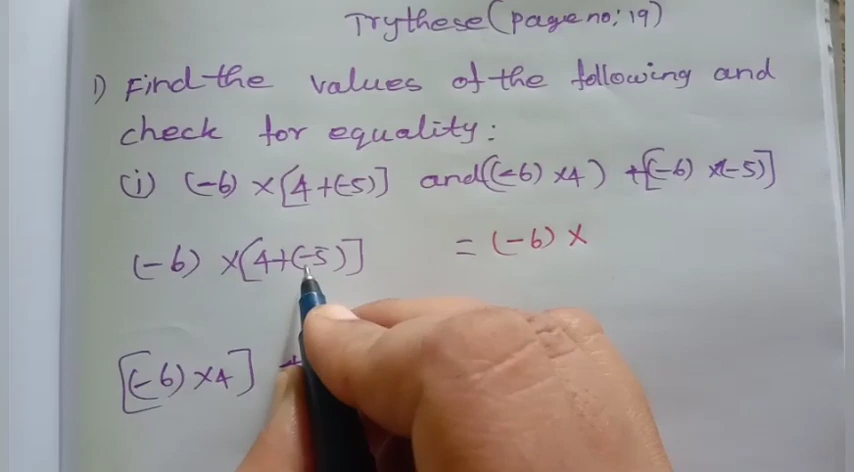 Try these (page no: 19)
1) Find the values of the following and
check for equality:
(i) (-6) ×[4+(-5)] and((-6) ×4) +[(-6) ×(-5)]
(-6) ×[4+(-5)] = (-6) ×
[(-6) ×4] +